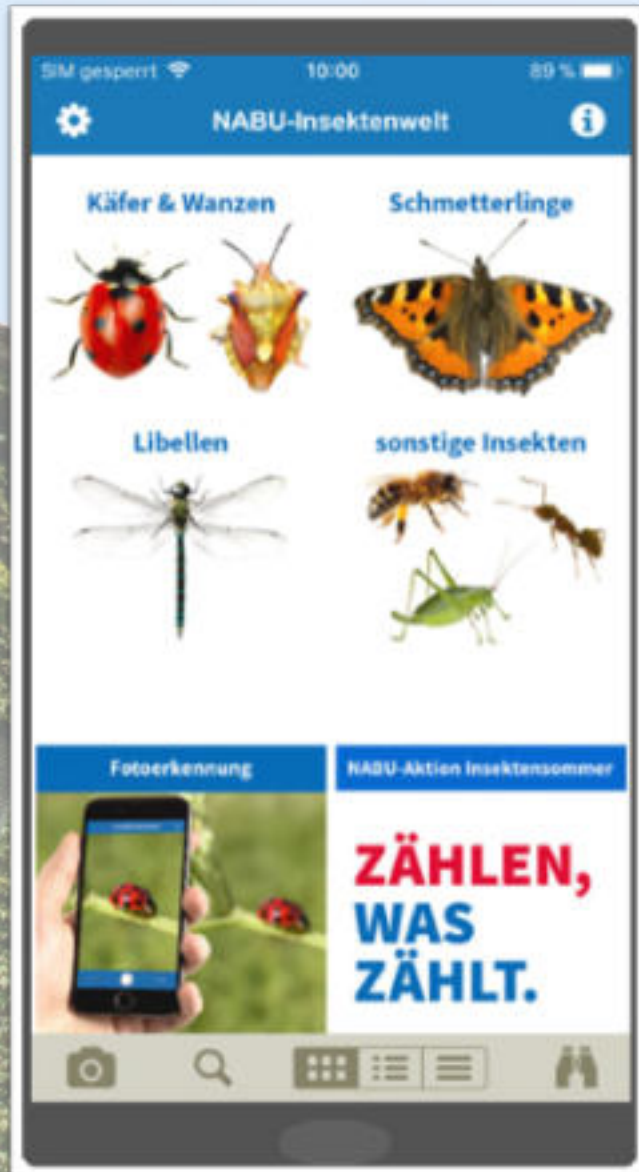 SIM gesperrt 10:00 89 %
NABU-Insektenwelt
Käfer & Wanzen Schmetterlinge
Libellen sonstige Insekten
Fotoerkennung NABU-Aktion Insektensommer
ZÄHLEN,
WAS
ZÄHLT.